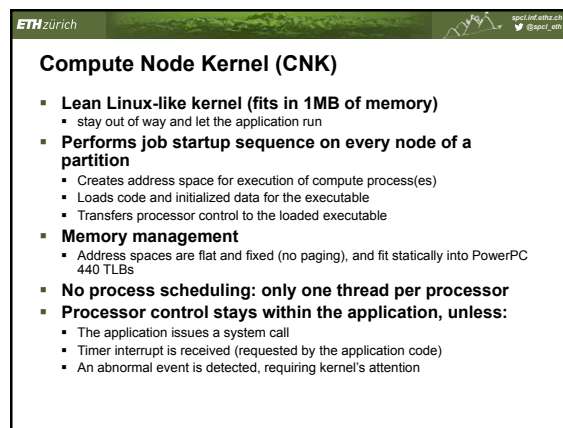 ETHzürich
spcl.inf.ethz.ch
@spcl_eth
Compute Node Kernel (CNK)
▪ Lean Linux-like kernel (fits in 1MB of memory)
▪ stay out of way and let the application run
▪ Performs job startup sequence on every node of a
partition
▪ Creates address space for execution of compute process(es)
▪ Loads code and initialized data for the executable
▪ Transfers processor control to the loaded executable
▪ Memory management
▪ Address spaces are flat and fixed (no paging), and fit statically into PowerPC
440 TLBs
▪ No process scheduling: only one thread per processor
▪ Processor control stays within the application, unless:
▪ The application issues a system call
▪ Timer interrupt is received (requested by the application code)
▪ An abnormal event is detected, requiring kernel's attention